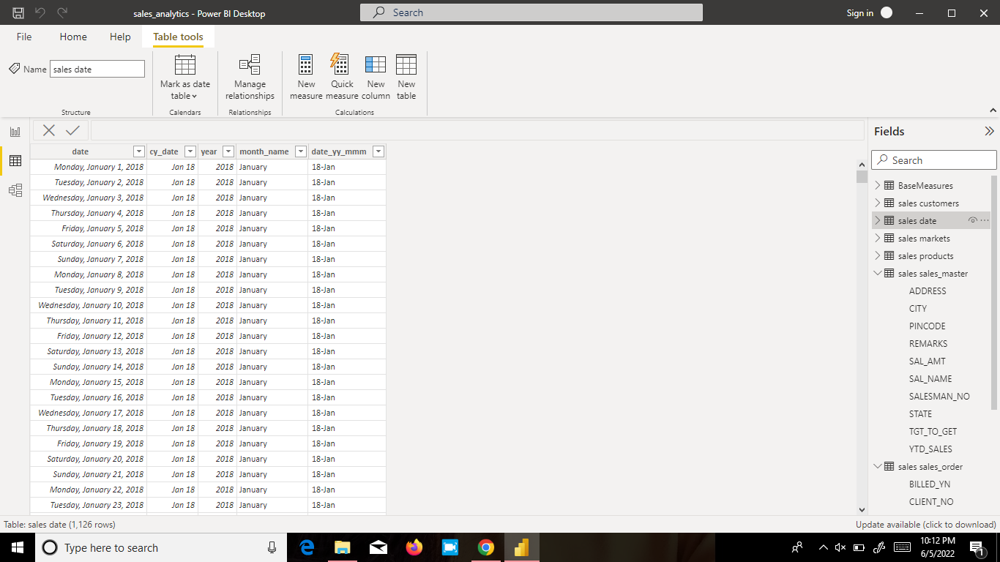 sales_analytics - Power BI Desktop
Search
Sign in
File Home Help Table tools
Name sales date
Mark as date table
Manage relationships
New measure
Quick measure
New column
New table
Structure Calendars Relationships Calculations
Fields
Search
date cy_date year month_name date_yy_mmm
Monday, January 1, 2018 Jan 18 2018 January 18-Jan
Tuesday, January 2, 2018 Jan 18 2018 January 18-Jan
Wednesday, January 3, 2018 Jan 18 2018 January 18-Jan
Thursday, January 4, 2018 Jan 18 2018 January 18-Jan
Friday, January 5, 2018 Jan 18 2018 January 18-Jan
Saturday, January 6, 2018 Jan 18 2018 January 18-Jan
Sunday, January 7, 2018 Jan 18 2018 January 18-Jan
Monday, January 8, 2018 Jan 18 2018 January 18-Jan
Tuesday, January 9, 2018 Jan 18 2018 January 18-Jan
Wednesday, January 10, 2018 Jan 18 2018 January 18-Jan
Thursday, January 11, 2018 Jan 18 2018 January 18-Jan
Friday, January 12, 2018 Jan 18 2018 January 18-Jan
Saturday, January 13, 2018 Jan 18 2018 January 18-Jan
Sunday, January 14, 2018 Jan 18 2018 January 18-Jan
Monday, January 15, 2018 Jan 18 2018 January 18-Jan
Tuesday, January 16, 2018 Jan 18 2018 January 18-Jan
Wednesday, January 17, 2018 Jan 18 2018 January 18-Jan
Thursday, January 18, 2018 Jan 18 2018 January 18-Jan
Friday, January 19, 2018 Jan 18 2018 January 18-Jan
Saturday, January 20, 2018 Jan 18 2018 January 18-Jan
Sunday, January 21, 2018 Jan 18 2018 January 18-Jan
Monday, January 22, 2018 Jan 18 2018 January 18-Jan
Tuesday, January 23, 2018 Jan 18 2018 January 18-Jan
BaseMeasures
sales customers
sales date
sales markets
sales products
sales sales_master
ADDRESS
CITY
PINCODE
REMARKS
SAL_AMT
SAL_NAME
SALESMAN_NO
STATE
TGT_TO_GET
YTD_SALES
sales sales_order
BILLED_YN
CLIENT_NO
Table: sales date (1,126 rows)
Update available (click to download)
Type here to search
10:12 PM
6/5/2022
1